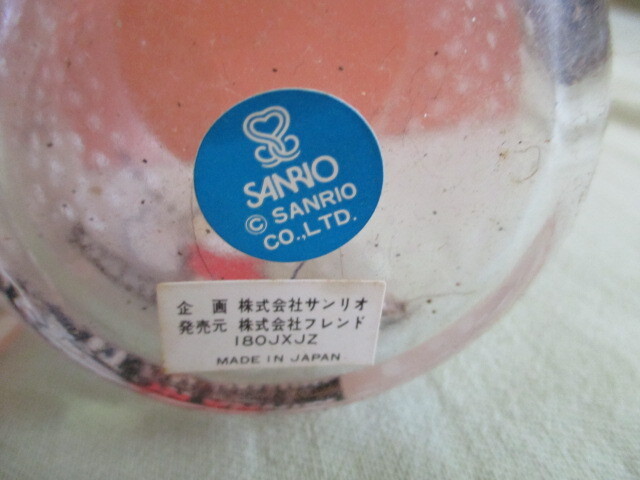 SANRIO
© SANRIO
CO.,LTD.
企　画 株式会社サンリオ
発売元 株式会社フレンド
180JXJZ
MADE IN JAPAN